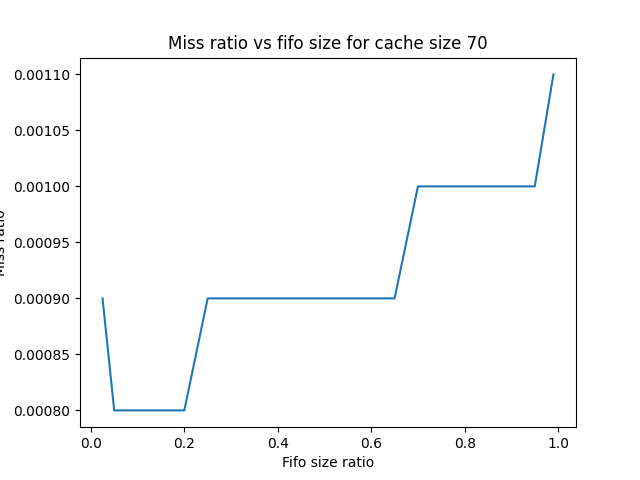 Miss ratio vs fifo size for cache size 70
0.00110
0.00105
0.00100
0.00095
0.00090
0.00085
0.00080
Miss ratio
0.0 0.2 0.4 0.6 0.8 1.0
Fifo size ratio